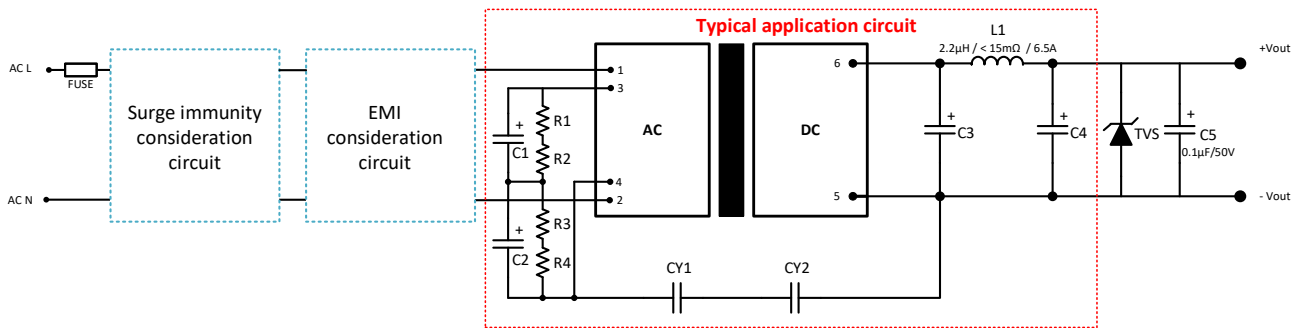 Typical application circuit
L1
2.2µH / < 15mΩ / 6.5A
AC L
FUSE
+Vout
1
3
6
Surge immunity
consideration
circuit
EMI
consideration
circuit
+
C1
R1
R2
AC
DC
+
C3
+
C4
TVS
+
C5
0.1µF/50V
4
2
5
AC N
- Vout
+
C2
R3
R4
CY1
CY2